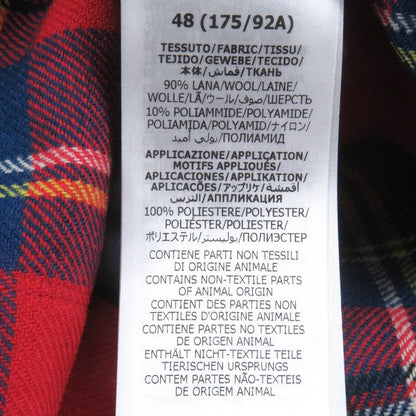 48 (175/92A)
TESSUTO/FABRIC/TISSU/
TEJIDO/GEWEBE/TECIDO/
本体/قماش/ТКАНЬ
90% LANA/WOOL/LAINE/
WOLLE/LÃ/ウール/صوف/ШЕРСТЬ
10% POLIAMMIDE/POLYAMIDE/
POLIAMIDA/POLYAMID/ナイロン/
بولي أميد/ПОЛИАМИД
APPLICAZIONE/APPLICATION/
MOTIFS APPLIQUÉS/
APLICACIONES/APPLIKATION/
APLICAÇÕES/アップリケ/أقمشة
التزيين/АППЛИКАЦИЯ
100% POLIESTERE/POLYESTER/
POLIÉSTER/POLIÉSTER/
ポリエステル/بوليستر/ПОЛИЭСТЕР
CONTIENE PARTI NON TESSILI
DI ORIGINE ANIMALE
CONTAINS NON-TEXTILE PARTS
OF ANIMAL ORIGIN
CONTIENT DES PARTIES NON
TEXTILES D'ORIGINE ANIMALE
CONTIENE PARTES NO TEXTILES
DE ORIGEN ANIMAL
ENTHÄLT NICHT-TEXTILE TEILE
TIERISCHEN URSPRUNGS
CONTEM PARTES NÃO-TEXTEIS
DE ORIGEM ANIMAL